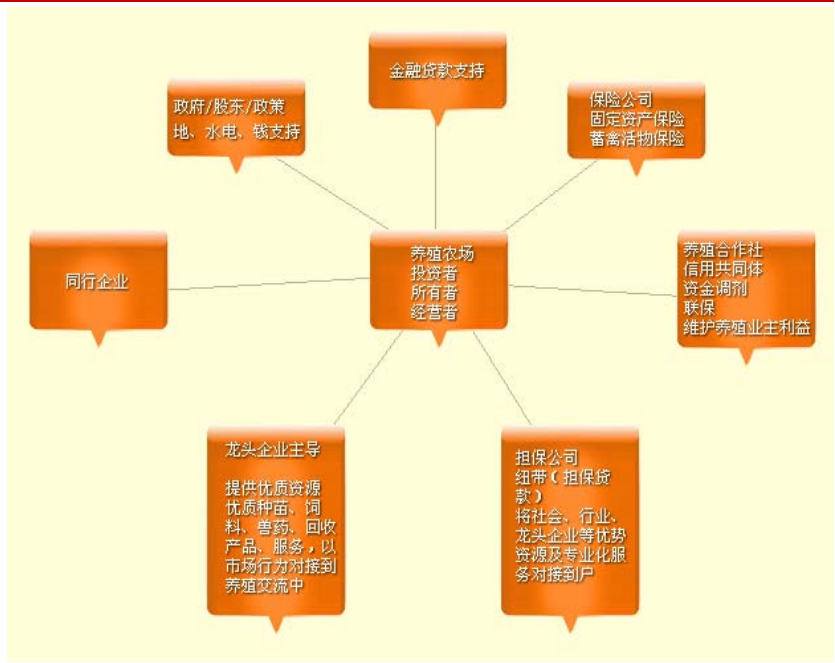 金融贷款支持
政府/股东/政策
地、水电、钱支持
保险公司
固定资产保险
蓄禽活物保险
同行企业
养殖农场
投资者
所有者
经营者
养殖合作社
信用共同体
资金调剂
联保
维护养殖业主利益
龙头企业主导
提供优质资源
优质种苗、饲
料、兽药、回收
产品、服务，以
市场行为对接到
养殖交流中
担保公司
纽带（担保贷
款）
将社会、行业、
龙头企业等优势
资源及专业化服
务对接到户